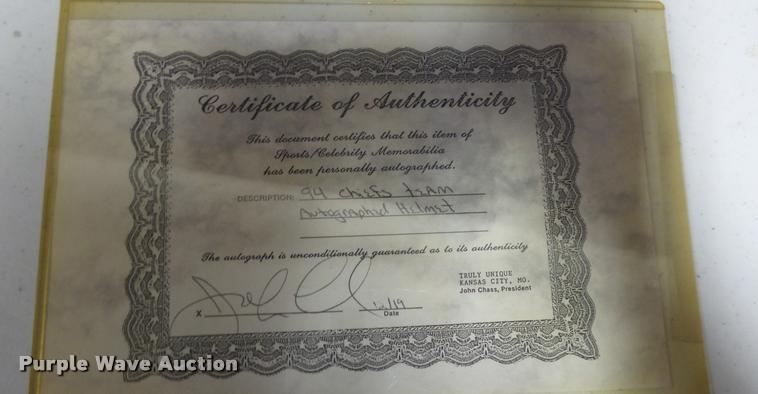 Certificate of Authenticity
This document certifies that this item of
Sports/Celebrity Memorabilia
has been personally autographed.
DESCRIPTION: 94 Chiefs team
Autographed Helmet
The autograph is unconditionally guaranteed as to its authenticity
TRULY UNIQUE
KANSAS CITY, MO.
John Chass, President
X
12/19
Date
Purple Wave Auction